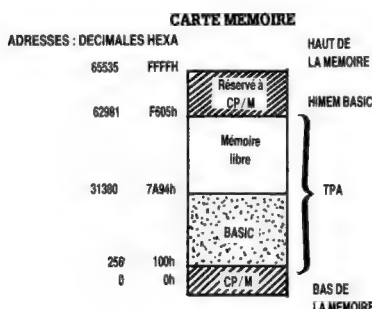 CARTE MEMOIRE
ADRESSES : DECIMALES HEXA
HAUT DE
LA MEMOIRE
65535 FFFFH
Réservé à
CP/M
62981 F605h
HIMEM BASIC
Mémoire
libre
31380 7A94h
TPA
BASIC
256 100h
0 0h
CP/M
BAS DE
LA MEMOIRE